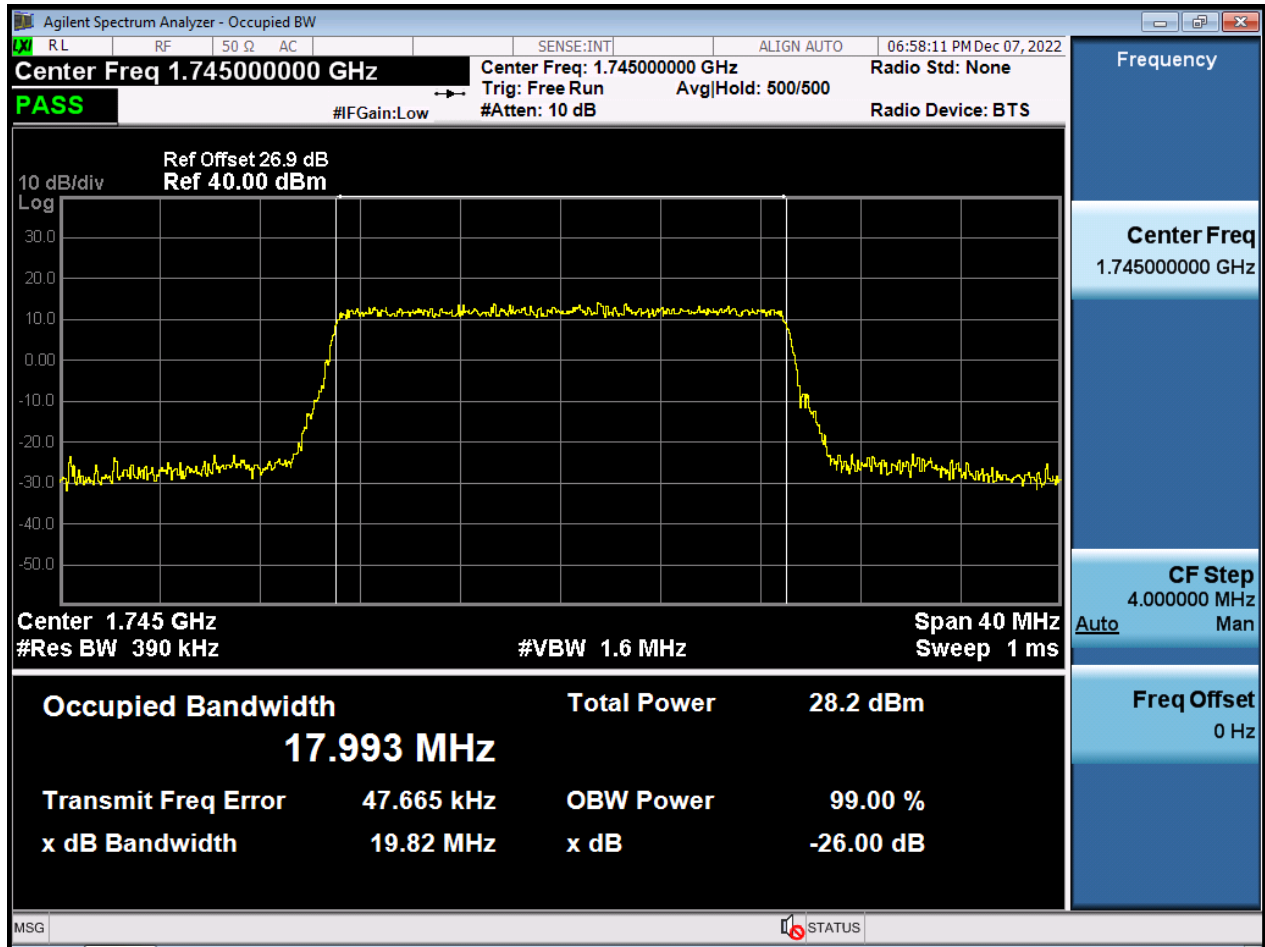 Agilent Spectrum Analyzer - Occupied BW
LXI RL RF 50 Ω AC SENSE:INT ALIGN AUTO 06:58:11 PM Dec 07, 2022
Center Freq 1.745000000 GHz
PASS
#IFGain:Low
Center Freq: 1.745000000 GHz
Trig: Free Run Avg|Hold: 500/500
#Atten: 10 dB
Radio Std: None
Radio Device: BTS
Ref Offset 26.9 dB
10 dB/div Ref 40.00 dBm
Log
30.0
20.0
10.0
0.00
-10.0
-20.0
-30.0
-40.0
-50.0
Center 1.745 GHz Span 40 MHz
#Res BW 390 kHz #VBW 1.6 MHz Sweep 1 ms
Occupied Bandwidth Total Power 28.2 dBm
17.993 MHz
Transmit Freq Error 47.665 kHz OBW Power 99.00 %
x dB Bandwidth 19.82 MHz x dB -26.00 dB
Frequency
Center Freq
1.745000000 GHz
CF Step
4.000000 MHz
Auto Man
Freq Offset
0 Hz
MSG STATUS